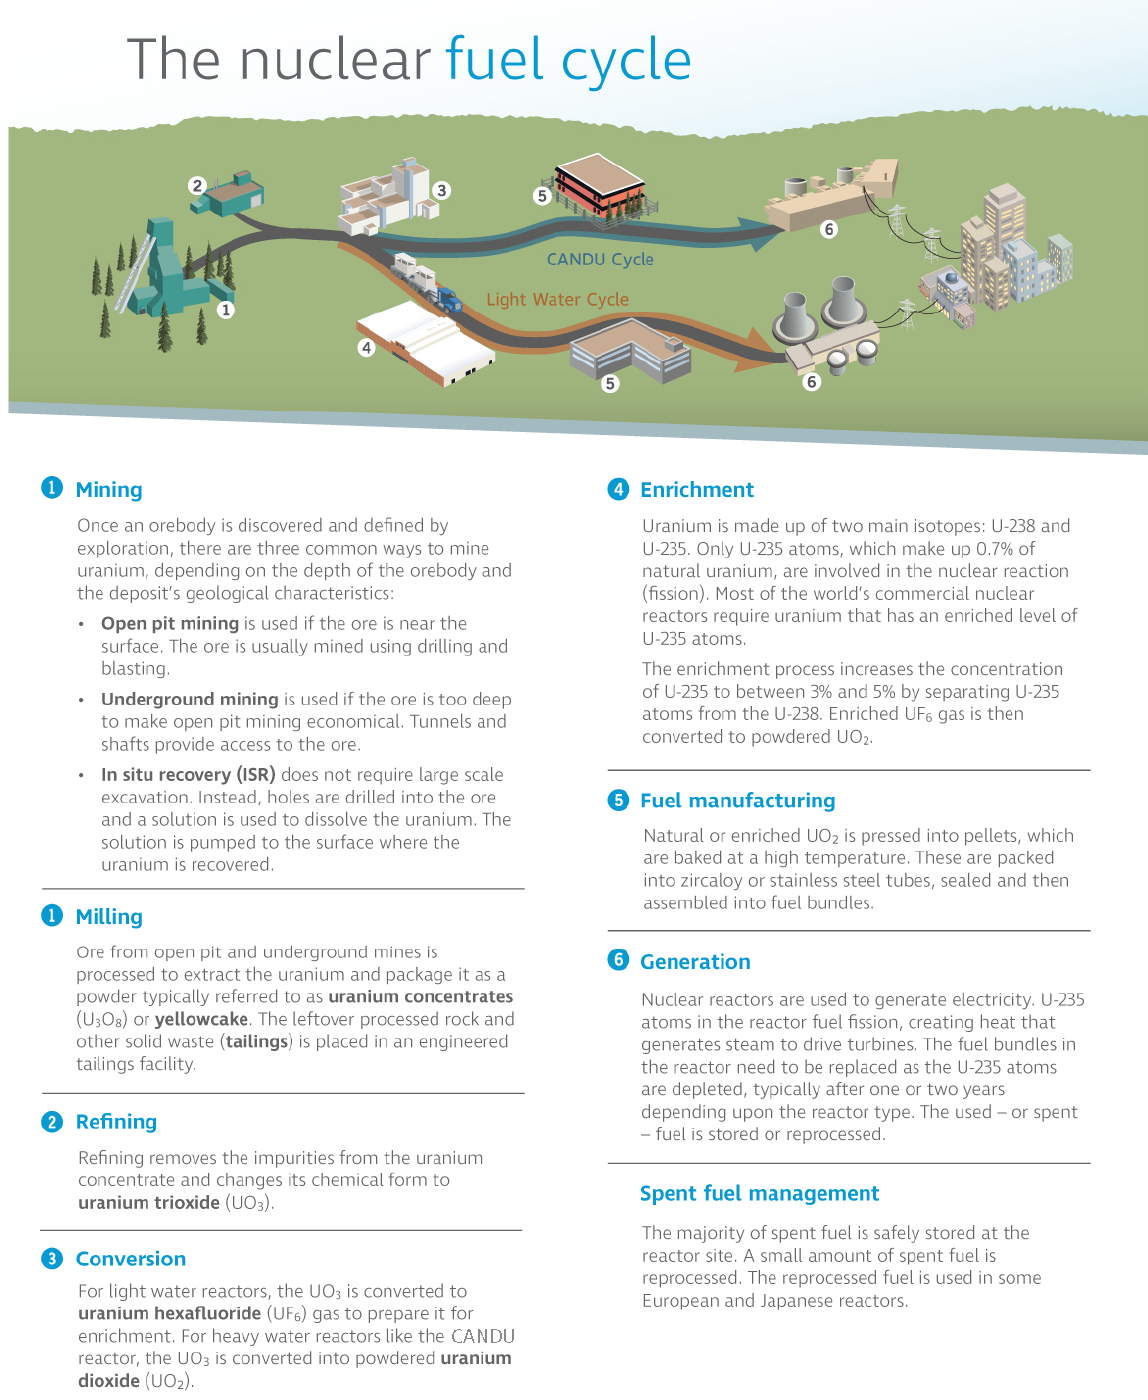 The nuclear fuel cycle
2
3
5
6
CANDU Cycle
Light Water Cycle
1
4
5
6
1 Mining
Once an orebody is discovered and defined by
exploration, there are three common ways to mine
uranium, depending on the depth of the orebody and
the deposit's geological characteristics:
• Open pit mining is used if the ore is near the
surface. The ore is usually mined using drilling and
blasting.
• Underground mining is used if the ore is too deep
to make open pit mining economical. Tunnels and
shafts provide access to the ore.
• In situ recovery (ISR) does not require large scale
excavation. Instead, holes are drilled into the ore
and a solution is used to dissolve the uranium. The
solution is pumped to the surface where the
uranium is recovered.
1 Milling
Ore from open pit and underground mines is
processed to extract the uranium and package it as a
powder typically referred to as uranium concentrates
(U₃O₈) or yellowcake. The leftover processed rock and
other solid waste (tailings) is placed in an engineered
tailings facility.
2 Refining
Refining removes the impurities from the uranium
concentrate and changes its chemical form to
uranium trioxide (UO₃).
3 Conversion
For light water reactors, the UO₃ is converted to
uranium hexafluoride (UF₆) gas to prepare it for
enrichment. For heavy water reactors like the CANDU
reactor, the UO₃ is converted into powdered uranium
dioxide (UO₂).
4 Enrichment
Uranium is made up of two main isotopes: U-238 and
U-235. Only U-235 atoms, which make up 0.7% of
natural uranium, are involved in the nuclear reaction
(fission). Most of the world's commercial nuclear
reactors require uranium that has an enriched level of
U-235 atoms.
The enrichment process increases the concentration
of U-235 to between 3% and 5% by separating U-235
atoms from the U-238. Enriched UF₆ gas is then
converted to powdered UO₂.
5 Fuel manufacturing
Natural or enriched UO₂ is pressed into pellets, which
are baked at a high temperature. These are packed
into zircaloy or stainless steel tubes, sealed and then
assembled into fuel bundles.
6 Generation
Nuclear reactors are used to generate electricity. U-235
atoms in the reactor fuel fission, creating heat that
generates steam to drive turbines. The fuel bundles in
the reactor need to be replaced as the U-235 atoms
are depleted, typically after one or two years
depending upon the reactor type. The used – or spent
– fuel is stored or reprocessed.
Spent fuel management
The majority of spent fuel is safely stored at the
reactor site. A small amount of spent fuel is
reprocessed. The reprocessed fuel is used in some
European and Japanese reactors.